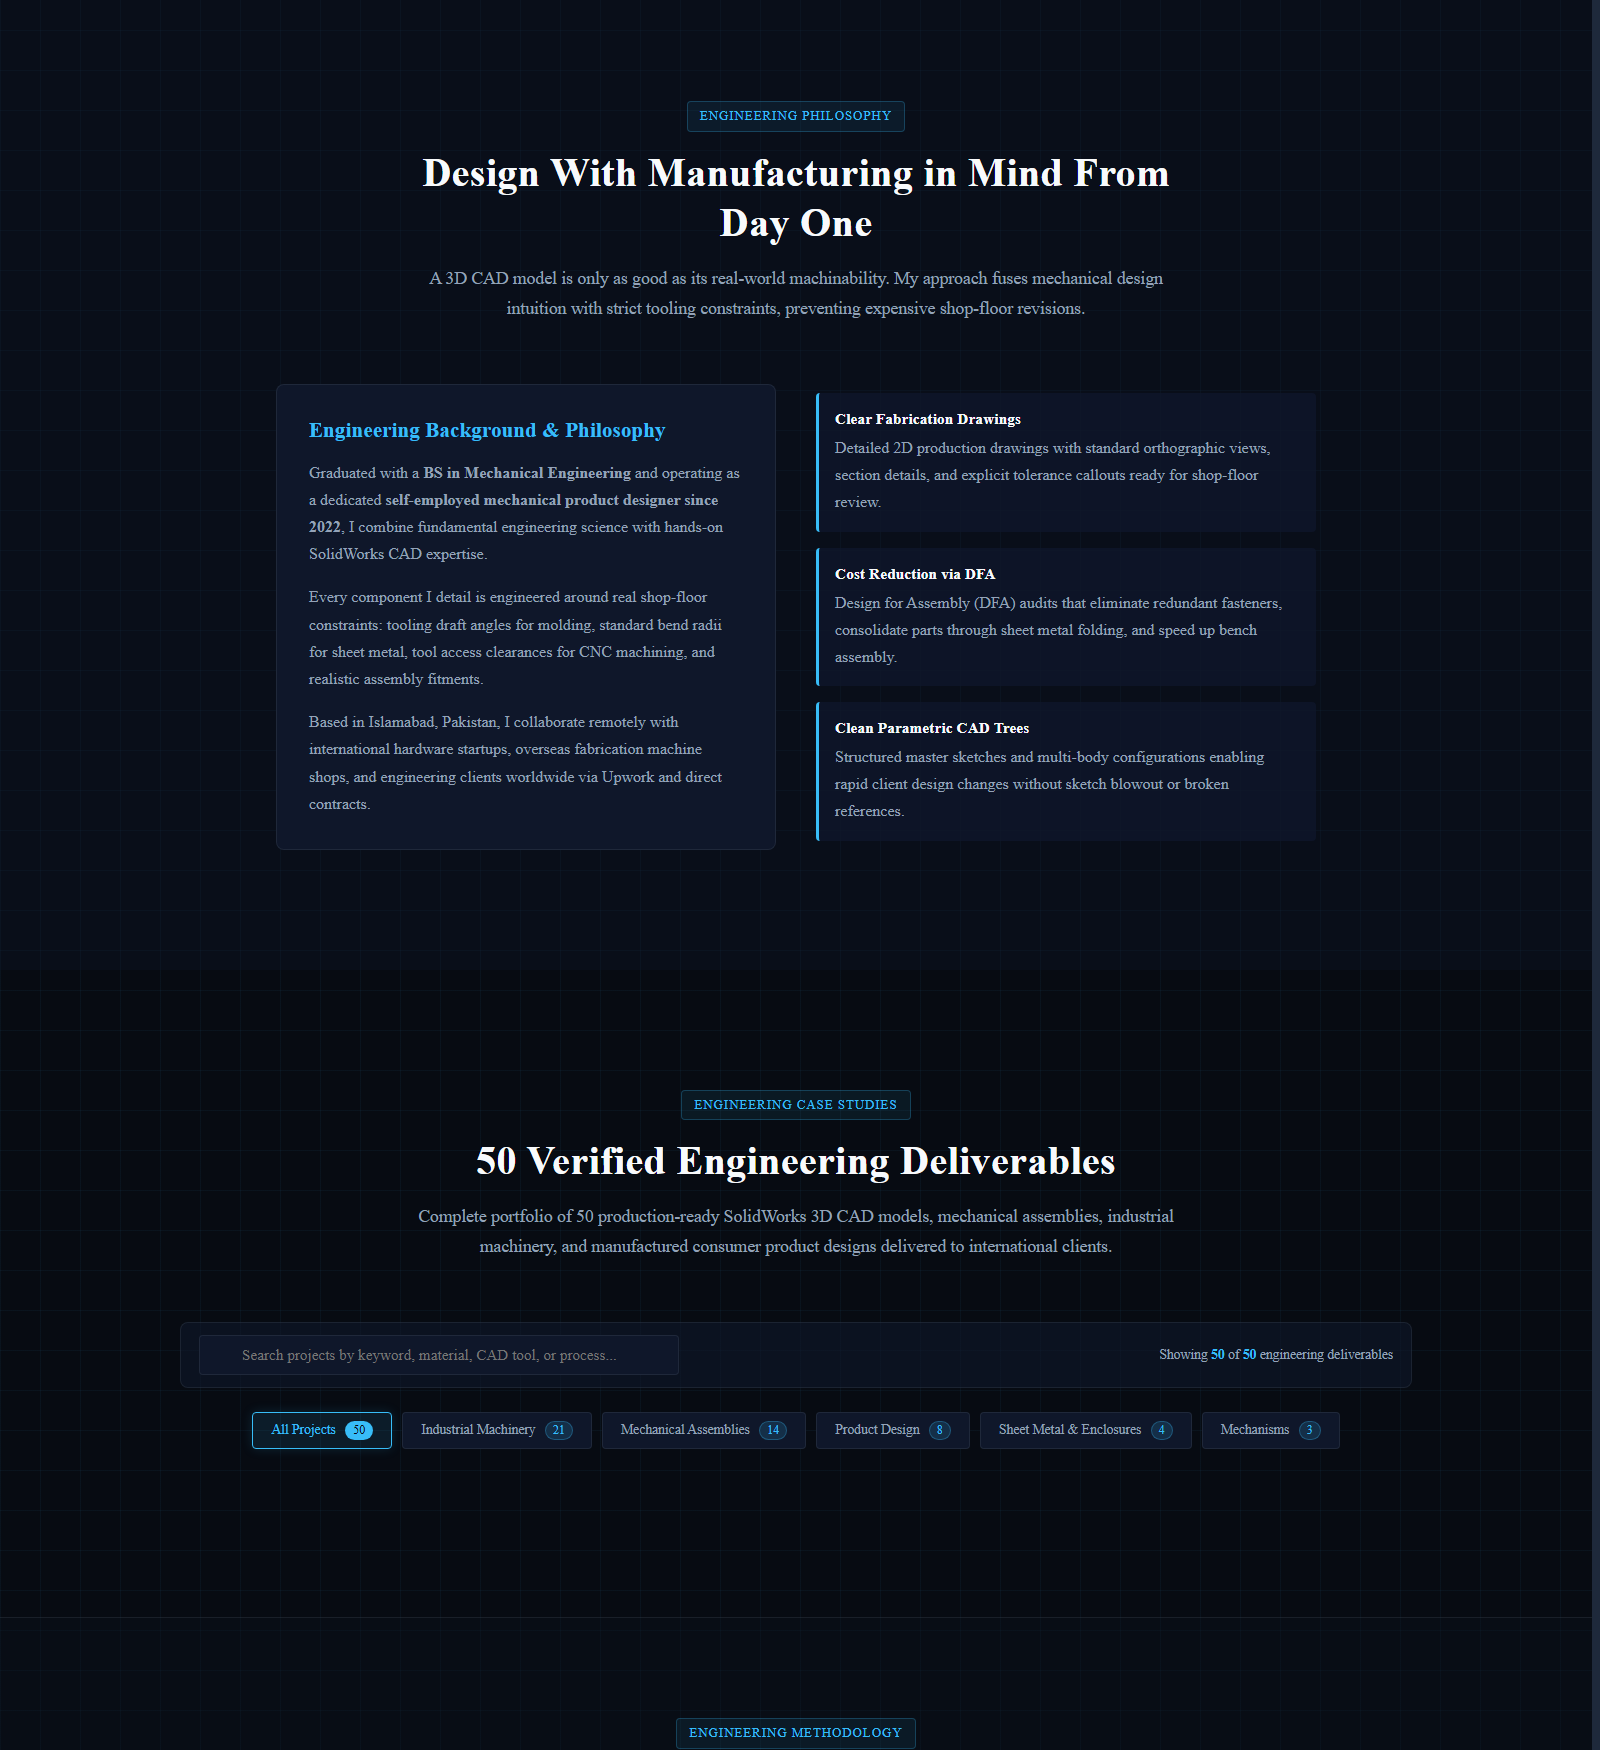 ENGINEERING PHILOSOPHY
Design With Manufacturing in Mind From
Day One
A 3D CAD model is only as good as its real-world machinability. My approach fuses mechanical design
intuition with strict tooling constraints, preventing expensive shop-floor revisions.
Engineering Background & Philosophy
Graduated with a BS in Mechanical Engineering and operating as
a dedicated self-employed mechanical product designer since
2022, I combine fundamental engineering science with hands-on
SolidWorks CAD expertise.
Every component I detail is engineered around real shop-floor
constraints: tooling draft angles for molding, standard bend radii
for sheet metal, tool access clearances for CNC machining, and
realistic assembly fitments.
Based in Islamabad, Pakistan, I collaborate remotely with
international hardware startups, overseas fabrication machine
shops, and engineering clients worldwide via Upwork and direct
contracts.
Clear Fabrication Drawings
Detailed 2D production drawings with standard orthographic views,
section details, and explicit tolerance callouts ready for shop-floor
review.
Cost Reduction via DFA
Design for Assembly (DFA) audits that eliminate redundant fasteners,
consolidate parts through sheet metal folding, and speed up bench
assembly.
Clean Parametric CAD Trees
Structured master sketches and multi-body configurations enabling
rapid client design changes without sketch blowout or broken
references.
ENGINEERING CASE STUDIES
50 Verified Engineering Deliverables
Complete portfolio of 50 production-ready SolidWorks 3D CAD models, mechanical assemblies, industrial
machinery, and manufactured consumer product designs delivered to international clients.
Search projects by keyword, material, CAD tool, or process...
Showing 50 of 50 engineering deliverables
All Projects 50
Industrial Machinery 21
Mechanical Assemblies 14
Product Design 8
Sheet Metal & Enclosures 4
Mechanisms 3
ENGINEERING METHODOLOGY